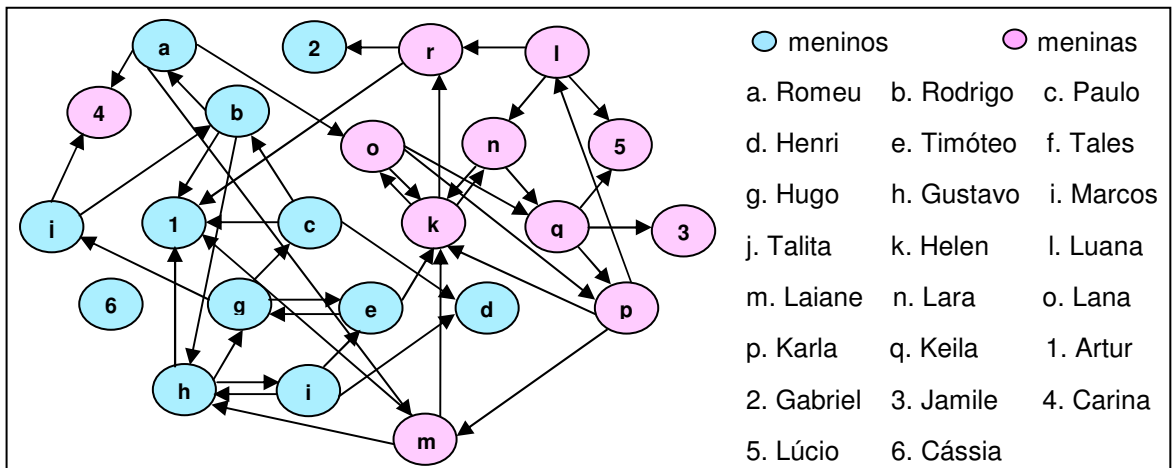 a
2
r
l
meninos
meninas
4
b
o
n
5
a. Romeu b. Rodrigo c. Paulo
d. Henri e. Timóteo f. Tales
j
1
c
k
q
3
g. Hugo h. Gustavo i. Marcos
j. Talita k. Helen l. Luana
6
g
e
d
p
m. Laiane n. Lara o. Lana
p. Karla q. Keila 1. Artur
h
i
m
2. Gabriel 3. Jamile 4. Carina
5. Lúcio 6. Cássia